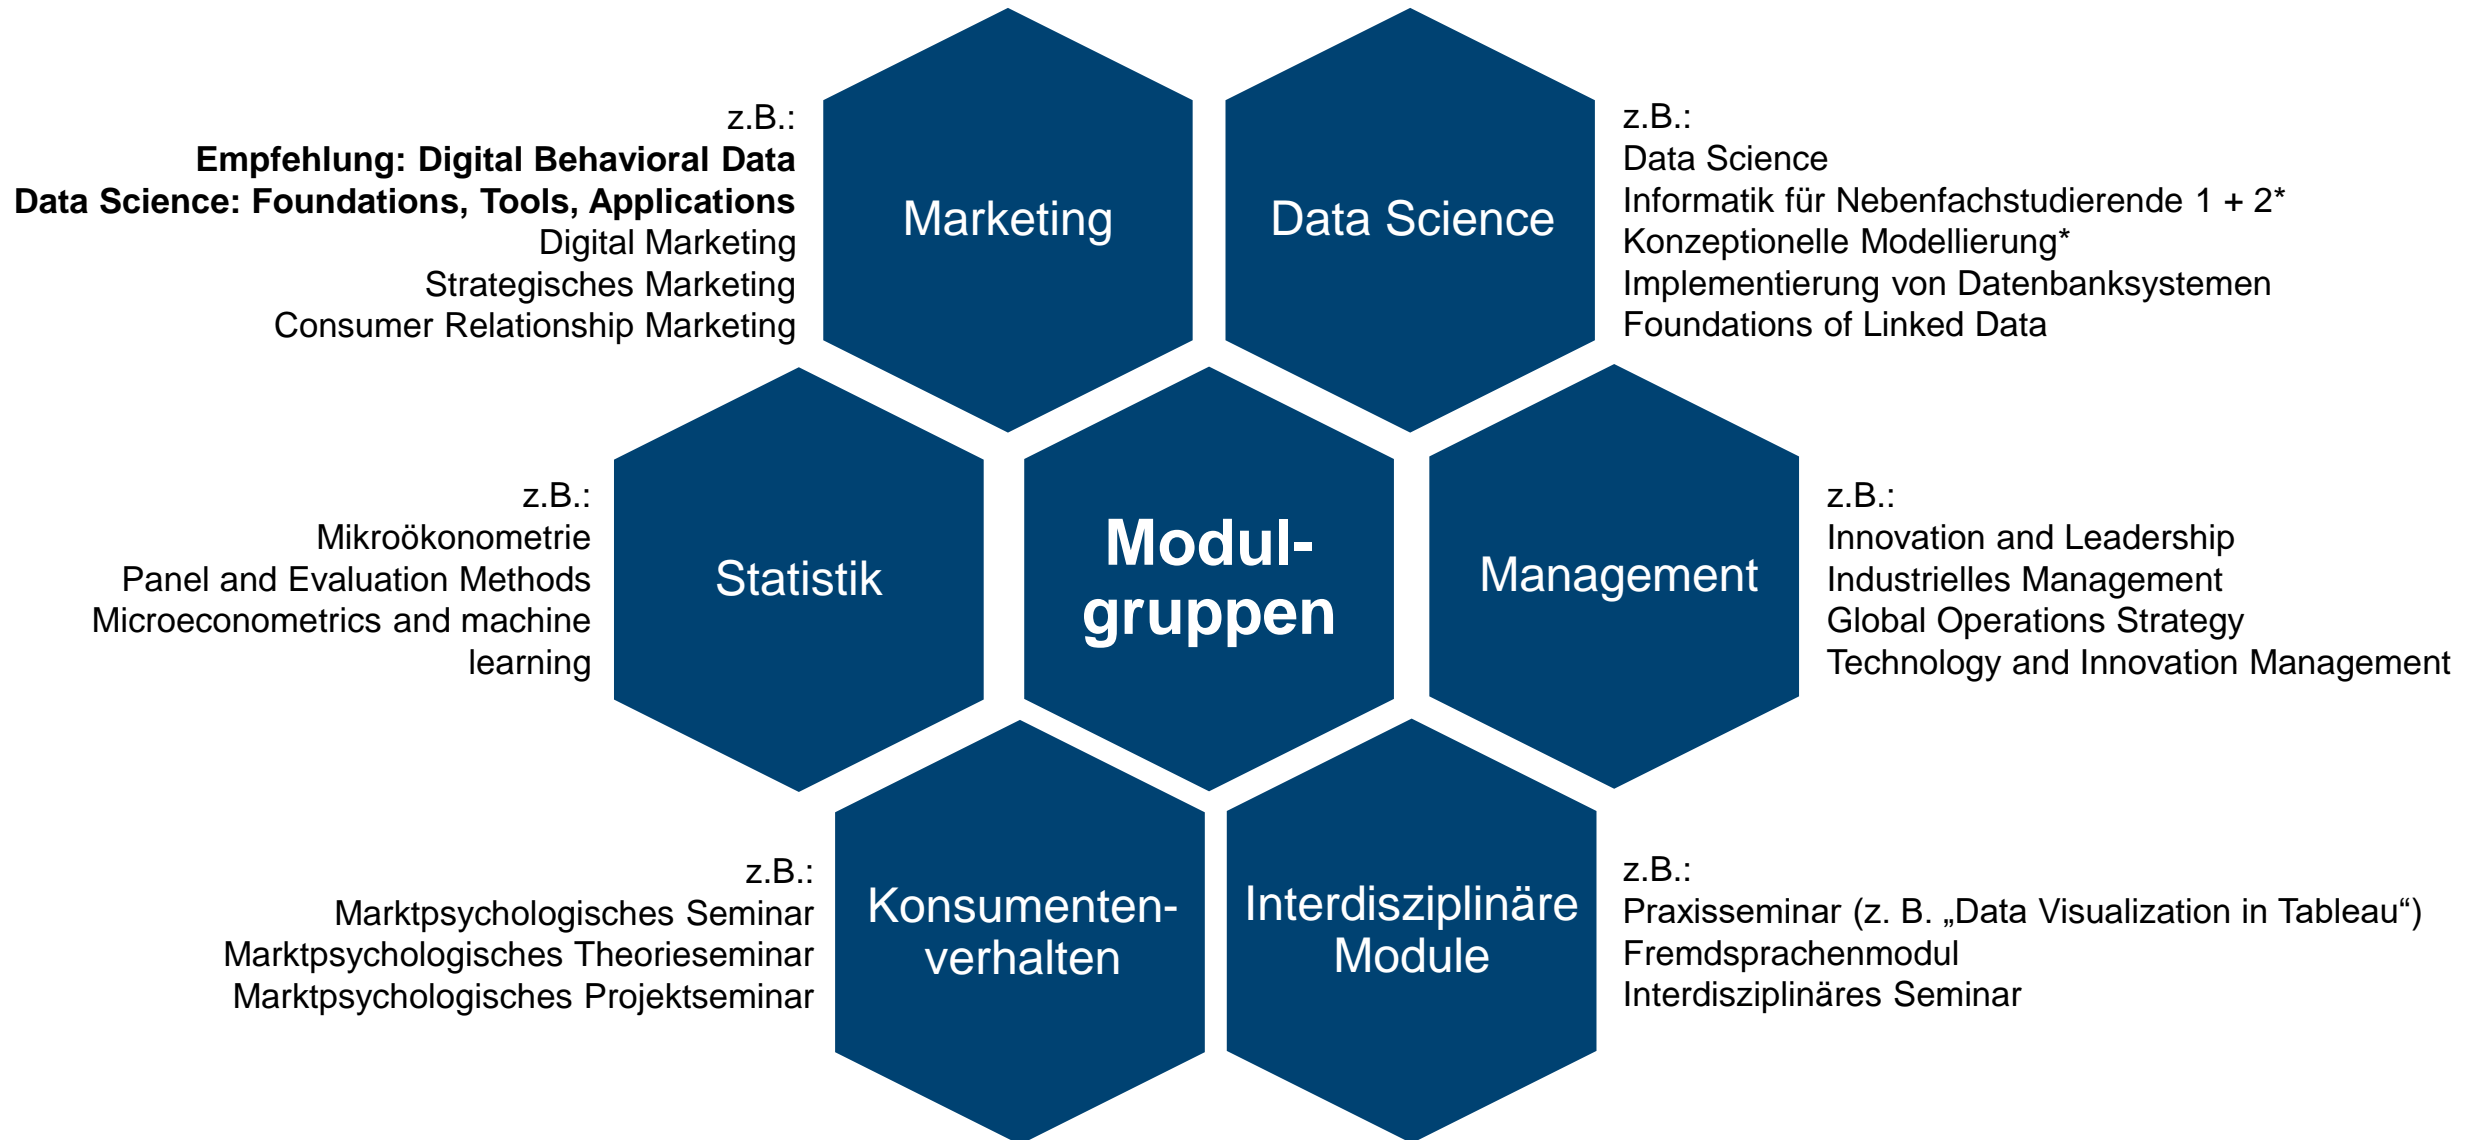 z.B.:
Empfehlung: Digital Behavioral Data
Data Science: Foundations, Tools, Applications
Digital Marketing
Strategisches Marketing
Consumer Relationship Marketing
Marketing
Data Science
z.B.:
Data Science
Informatik für Nebenfachstudierende 1 + 2*
Konzeptionelle Modellierung*
Implementierung von Datenbanksystemen
Foundations of Linked Data
z.B.:
Mikroökonometrie
Panel and Evaluation Methods
Microeconometrics and machine
learning
Statistik
Modul-
gruppen
Management
z.B.:
Innovation and Leadership
Industrielles Management
Global Operations Strategy
Technology and Innovation Management
z.B.:
Marktpsychologisches Seminar
Marktpsychologisches Theorieseminar
Marktpsychologisches Projektseminar
Konsumenten-
verhalten
Interdisziplinäre
Module
z.B.:
Praxisseminar (z. B. „Data Visualization in Tableau“)
Fremdsprachenmodul
Interdisziplinäres Seminar